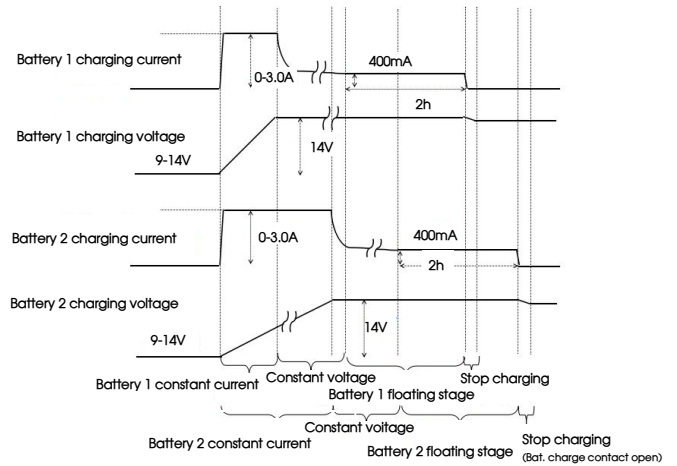 Battery 1 charging current
400mA
0-3.0A
2h
Battery 1 charging voltage
14V
9-14V
Battery 2 charging current
0-3.0A
400mA
2h
Battery 2 charging voltage
14V
9-14V
Battery 1 constant current
Constant voltage
Battery 1 floating stage
Stop charging
Battery 2 constant current
Constant voltage
Battery 2 floating stage
Stop charging
(Bat. charge contact open)